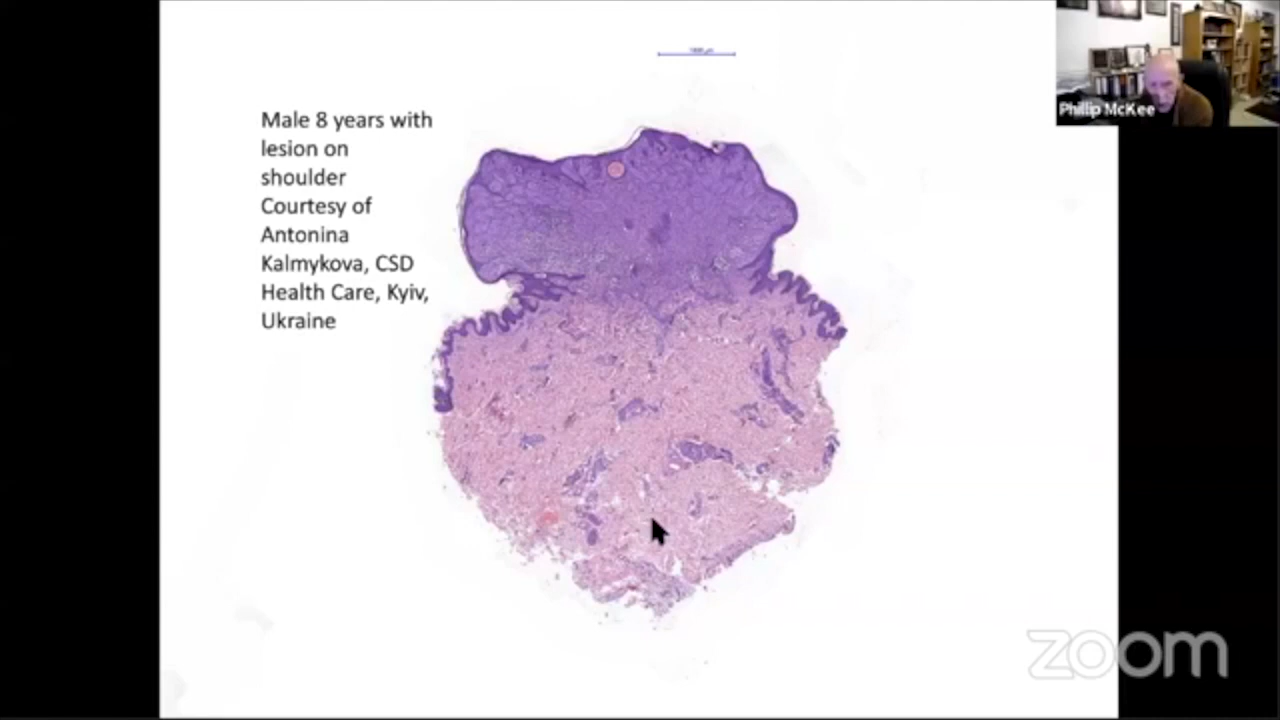 Phillip McKee
Male 8 years with
lesion on
shoulder
Courtesy of
Antonina
Kalmykova, CSD
Health Care, Kyiv,
Ukraine
zoom